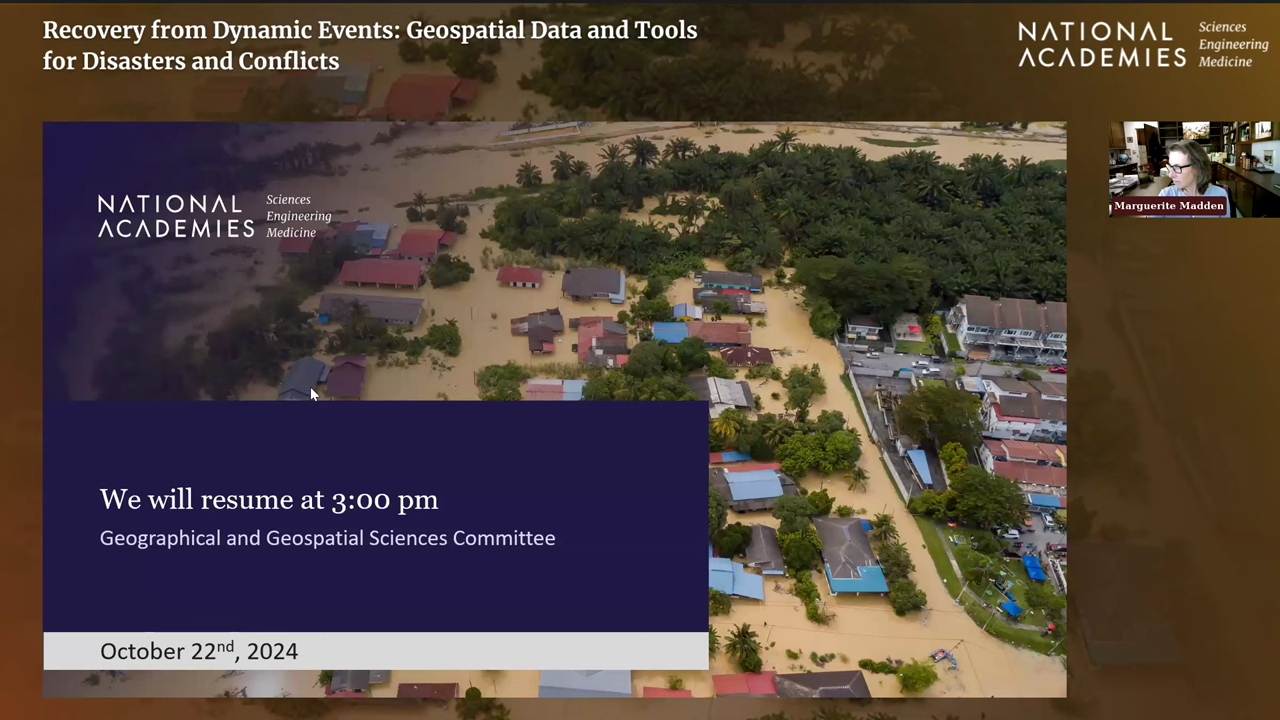 Recovery from Dynamic Events: Geospatial Data and Tools
for Disasters and Conflicts
NATIONAL
ACADEMIES
Sciences
Engineering
Medicine
NATIONAL
ACADEMIES
Sciences
Engineering
Medicine
Marguerite Madden
We will resume at 3:00 pm
Geographical and Geospatial Sciences Committee
October 22nd, 2024